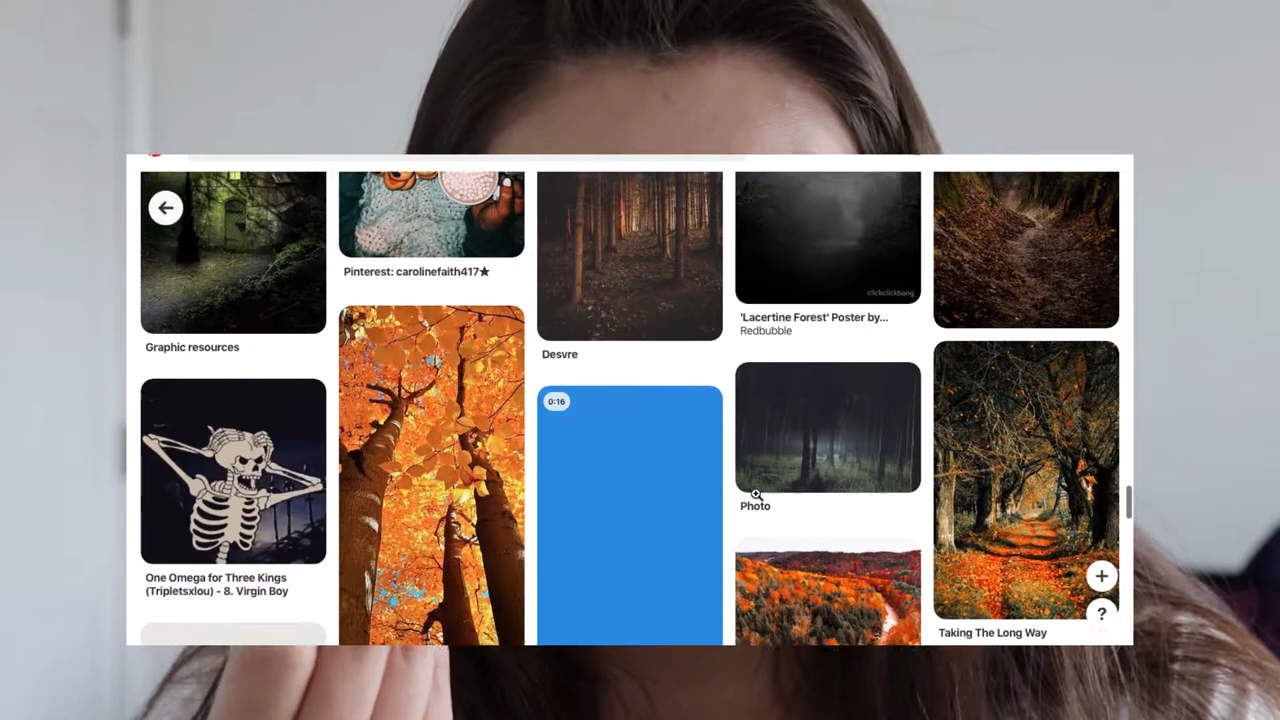 Graphic resources
One Omega for Three Kings
(Tripletsxlou) - 8. Virgin Boy
Pinterest: carolinefaith417★
Desvre
0:16
clickclickbang
'Lacertine Forest' Poster by...
Redbubble
Photo
?
Taking The Long Way